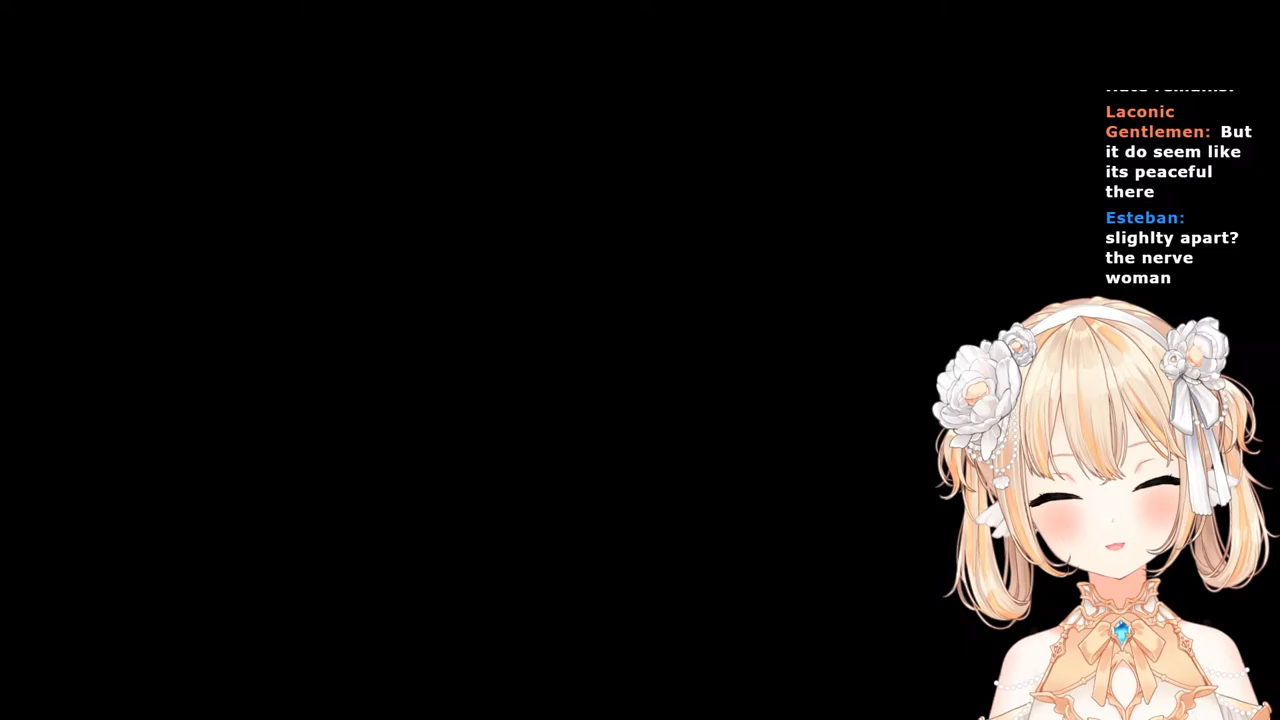 Laconic
Gentlemen: But
it do seem like
its peaceful
there
Esteban:
slighlty apart?
the nerve
woman